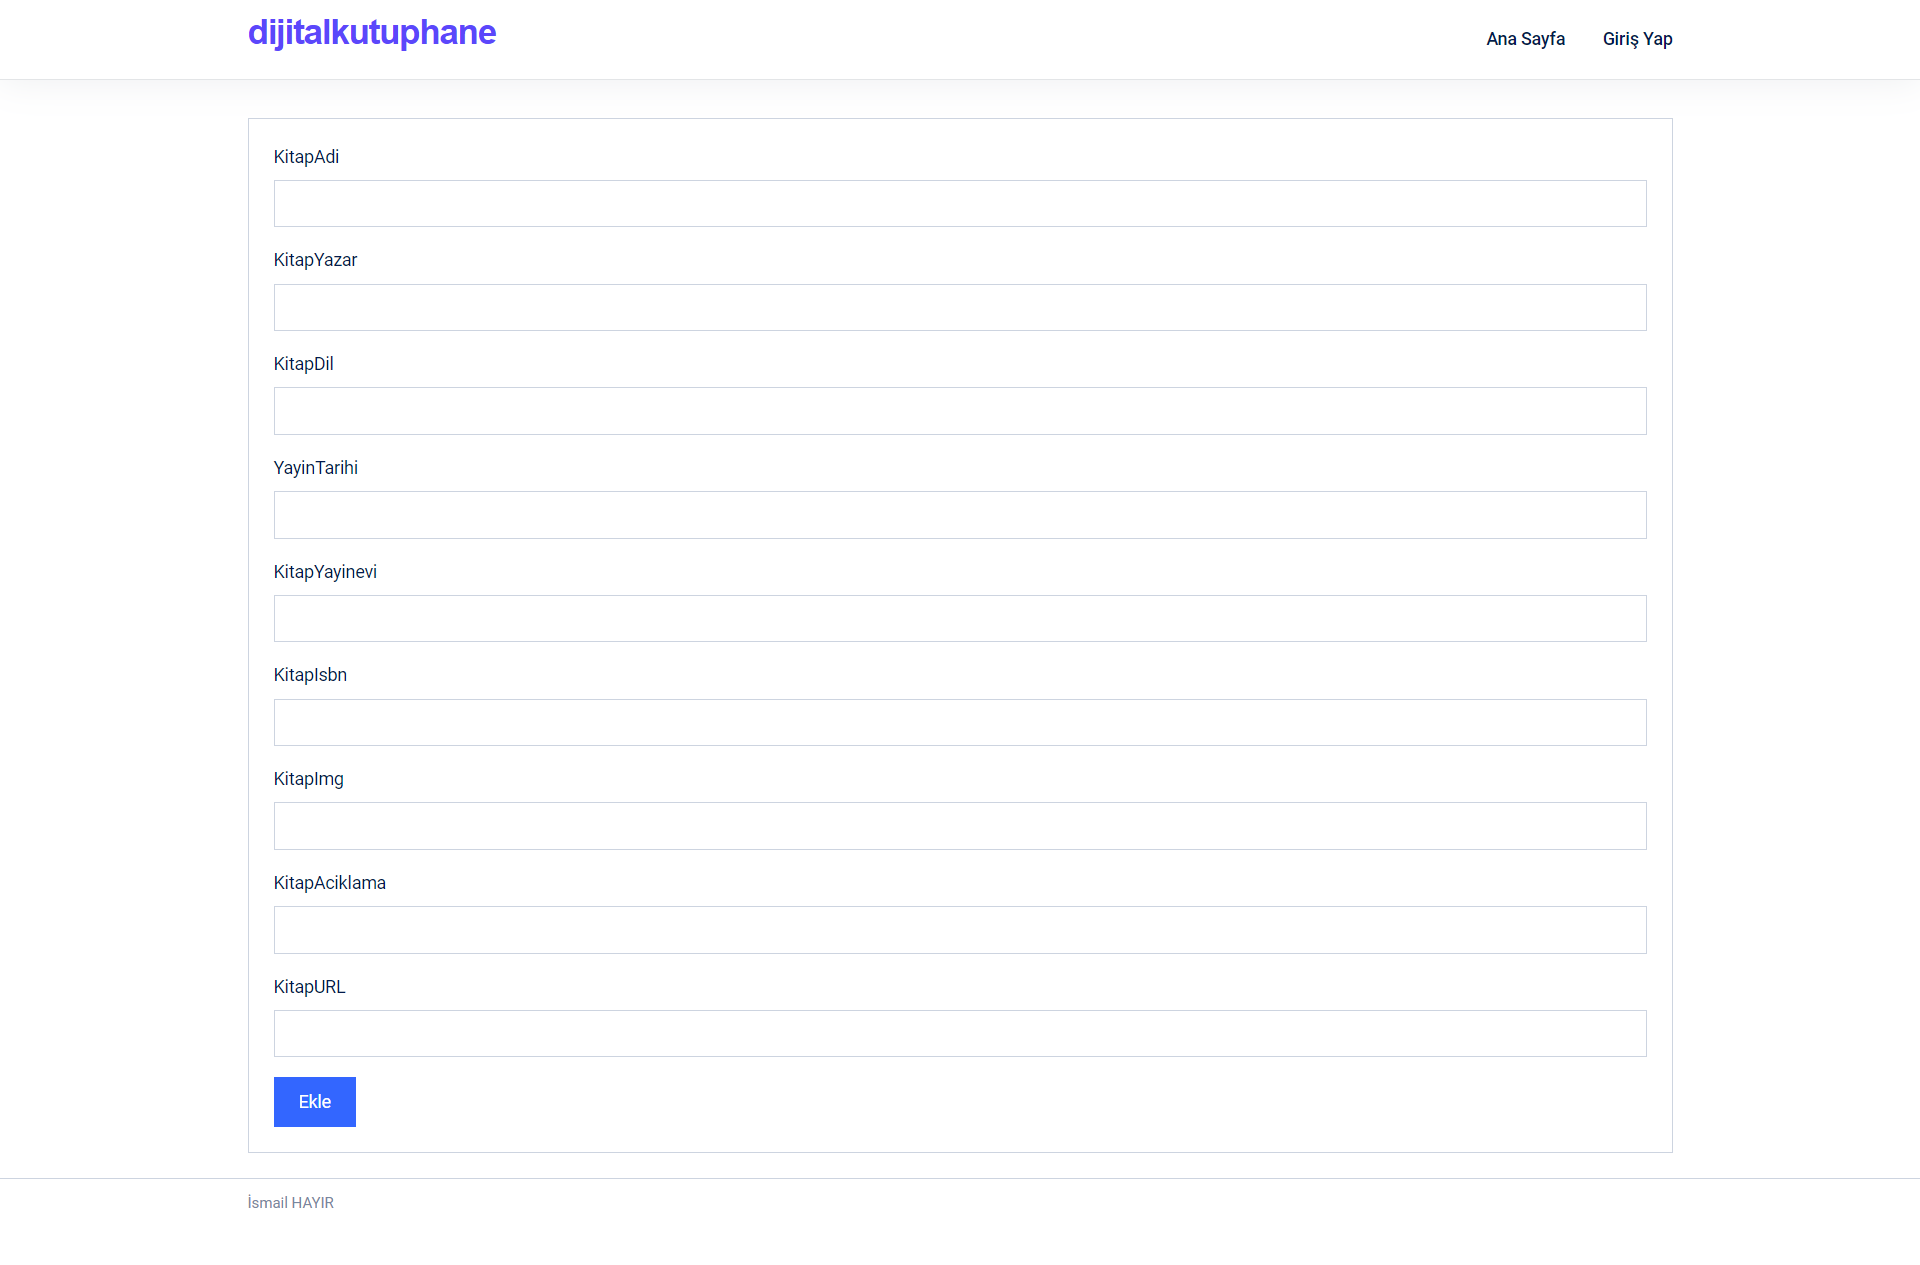 dijitalkutuphane
Ana Sayfa
Giriş Yap
KitapAdi
KitapYazar
KitapDil
YayinTarihi
KitapYayinevi
KitapIsbn
KitapImg
KitapAciklama
KitapURL
Ekle
İsmail HAYIR